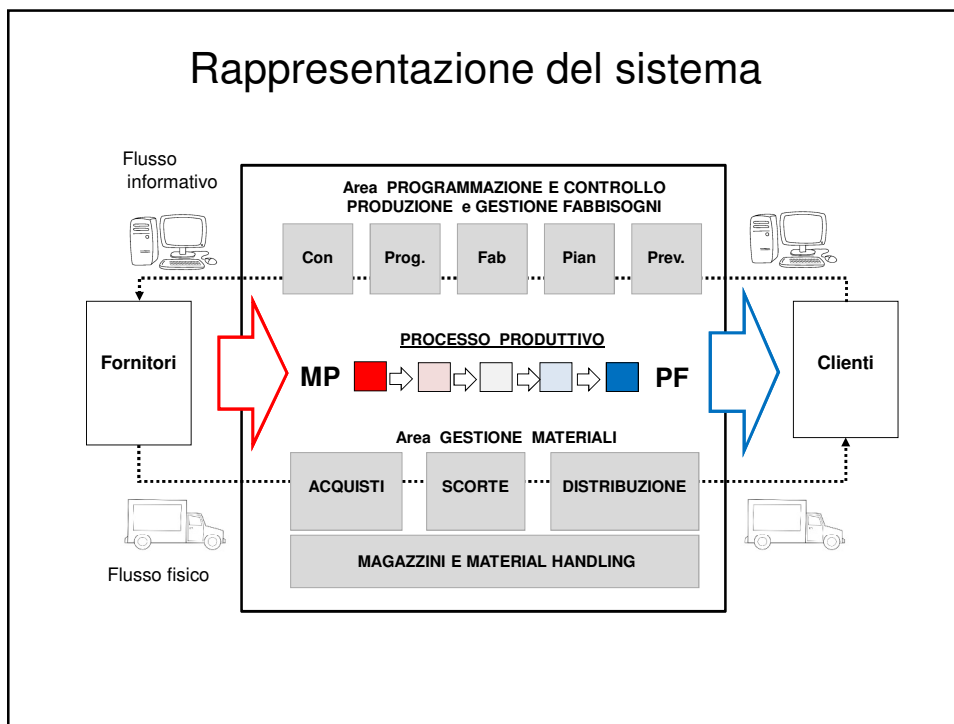 Rappresentazione del sistema
Flusso
informativo
Area PROGRAMMAZIONE E CONTROLLO
PRODUZIONE e GESTIONE FABBISOGNI
Con
Prog.
Fab
Pian
Prev.
Fornitori
PROCESSO PRODUTTIVO
MP
PF
Clienti
Area GESTIONE MATERIALI
ACQUISTI
SCORTE
DISTRIBUZIONE
MAGAZZINI E MATERIAL HANDLING
Flusso fisico